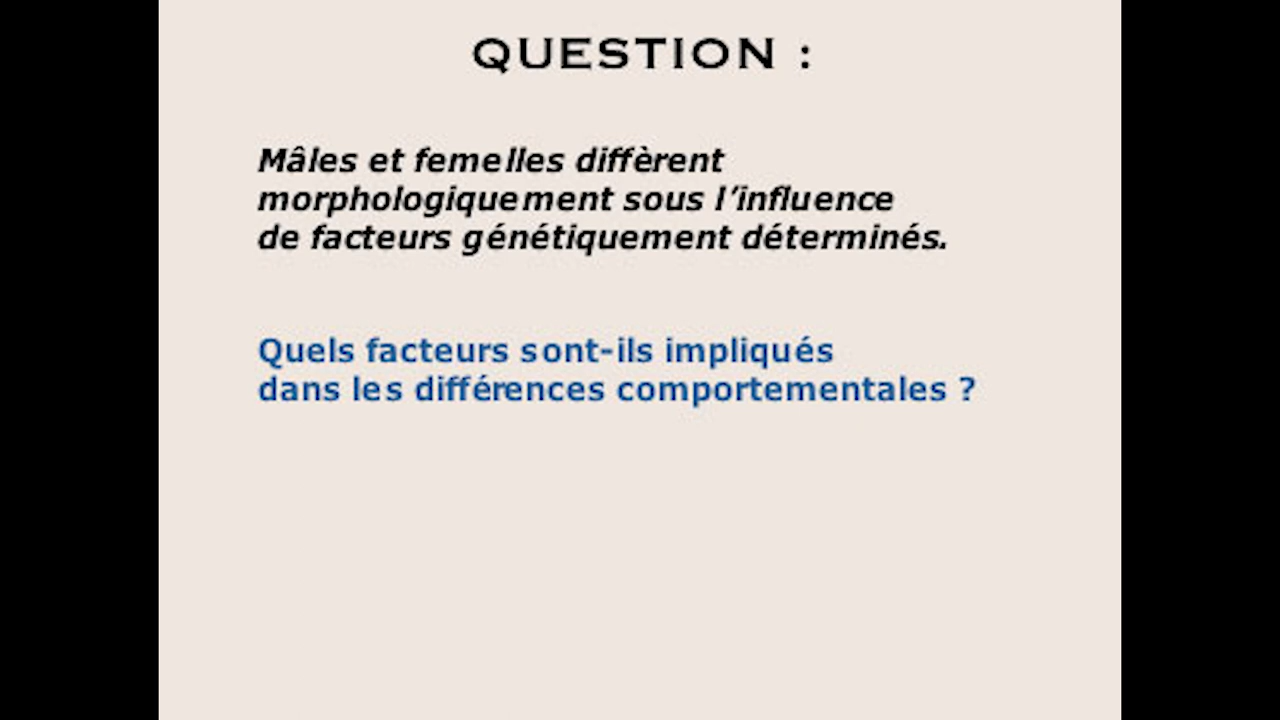 QUESTION :
Mâles et femelles diffèrent
morphologiquement sous l’influence
de facteurs génétiquement déterminés.
Quels facteurs sont-ils impliqués
dans les différences comportementales ?